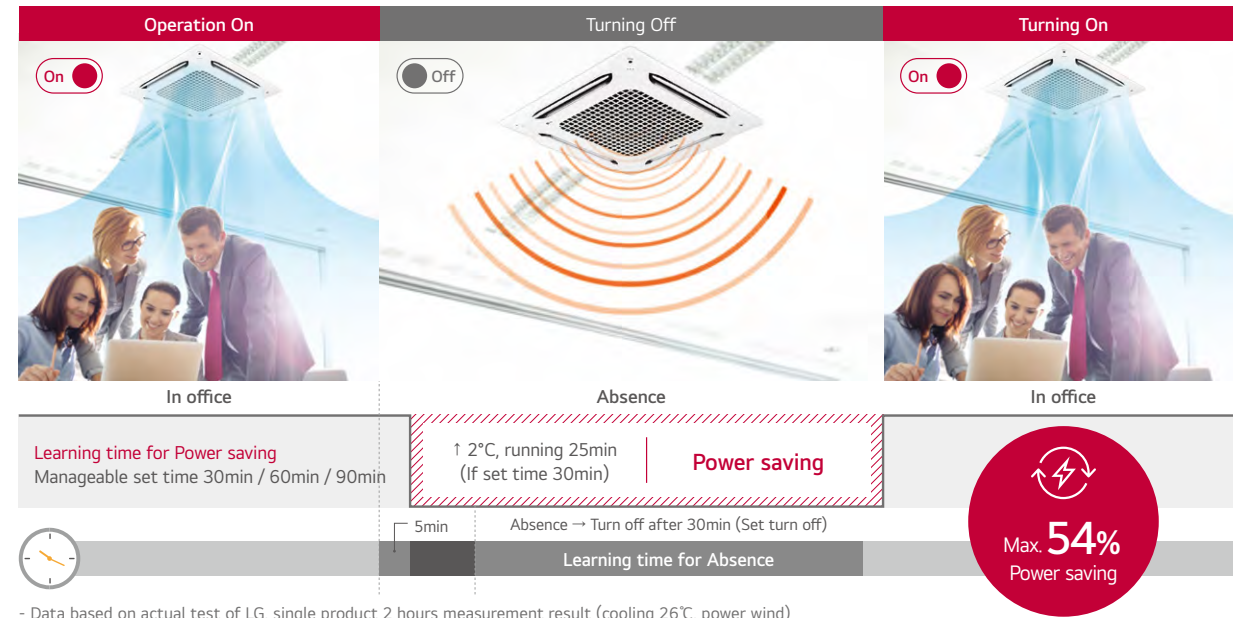 Operation On
Turning Off
Turning On
On
Off
On
In office
Absence
In office
Learning time for Power saving
Manageable set time 30min / 60min / 90min
↑ 2°C, running 25min
(If set time 30min)
Power saving
5min
Absence → Turn off after 30min (Set turn off)
Learning time for Absence
Max. 54%
Power saving
- Data based on actual test of LG, single product 2 hours measurement result (cooling 26℃, power wind)